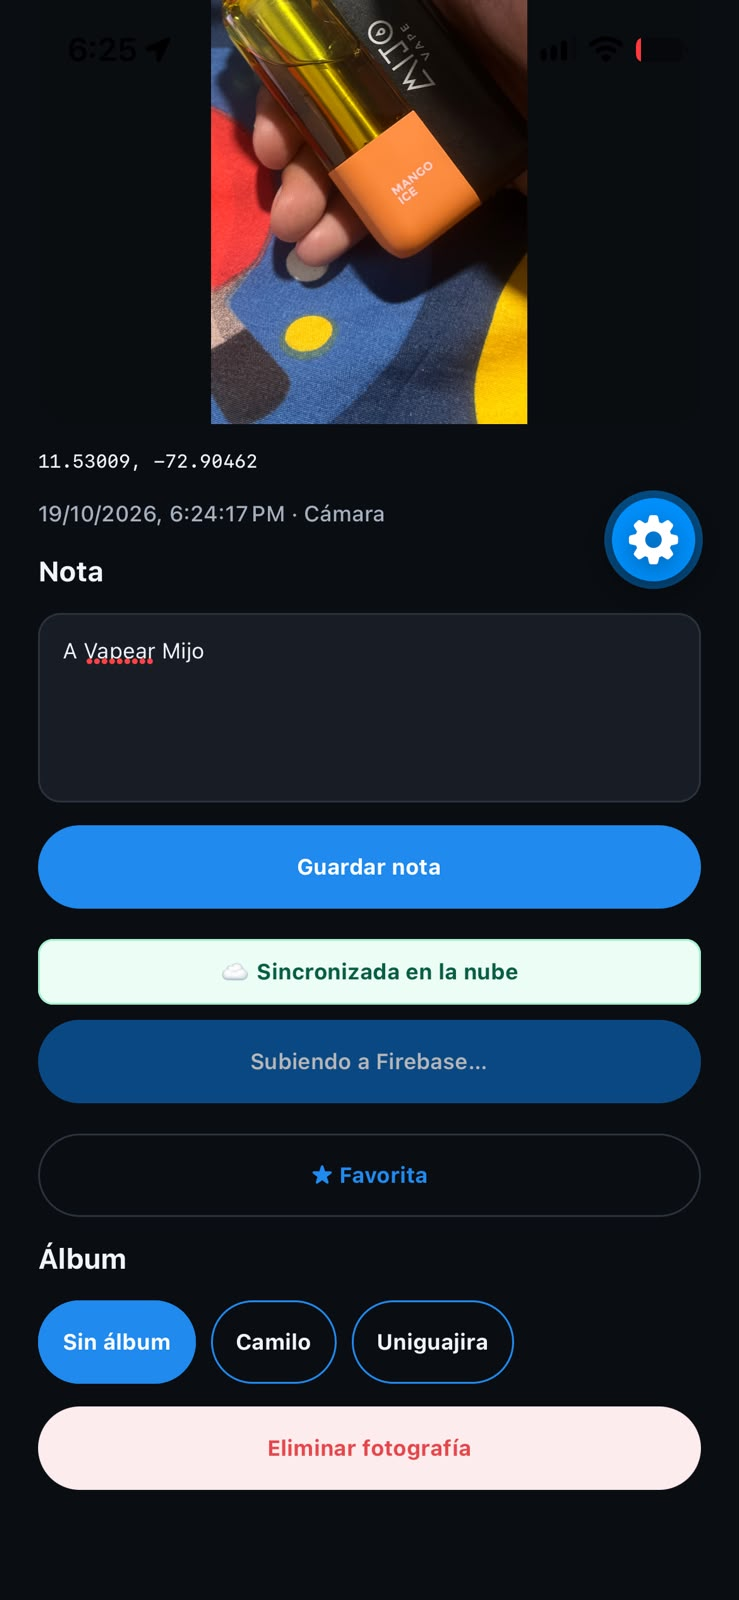 6:25
MITO
VAPE
MANGO
ICE
11.53009, -72.90462
19/10/2026, 6:24:17 PM · Cámara
Nota
A Vapear Mijo
Guardar nota
☁️ Sincronizada en la nube
Subiendo a Firebase...
★ Favorita
Álbum
Sin álbum
Camilo
Uniguajira
Eliminar fotografía